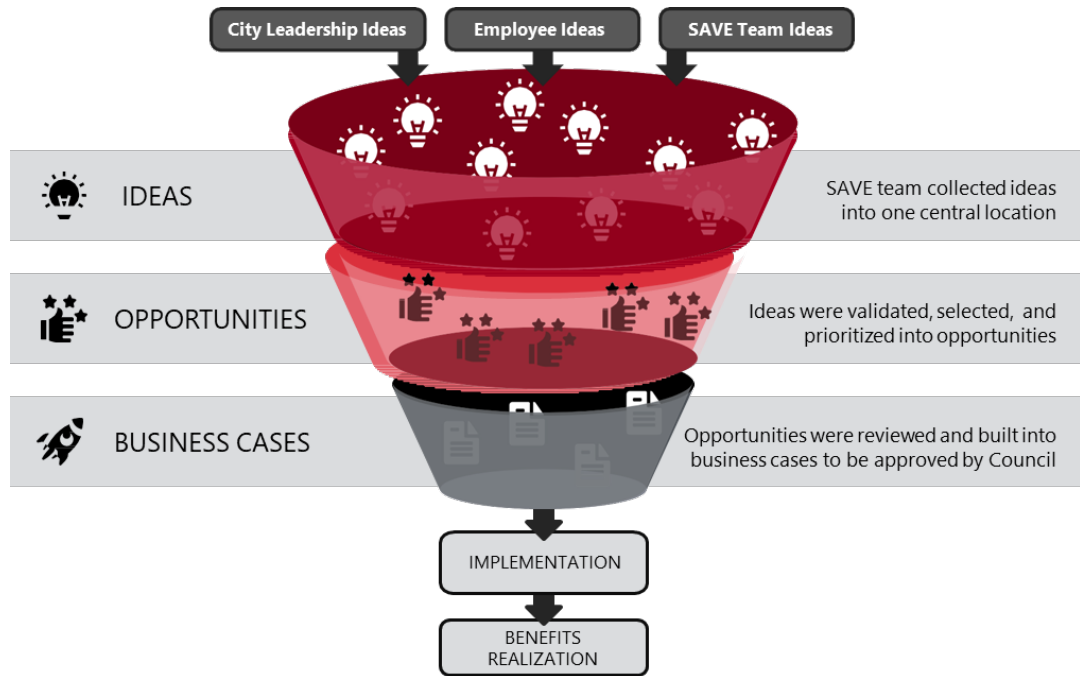 City Leadership Ideas
Employee Ideas
SAVE Team Ideas
IDEAS
SAVE team collected ideas
into one central location
OPPORTUNITIES
Ideas were validated, selected, and
prioritized into opportunities
BUSINESS CASES
Opportunities were reviewed and built into
business cases to be approved by Council
IMPLEMENTATION
BENEFITS
REALIZATION